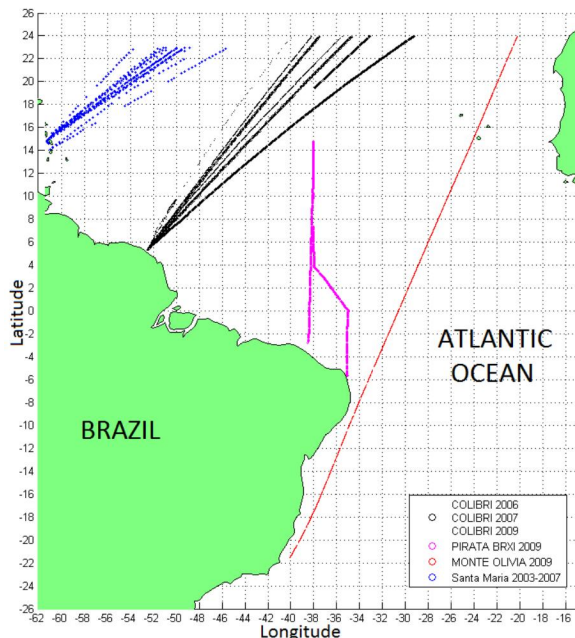 26
24
22
20
18
16
14
12
10
8
6
4
2
0
-2
-4
-6
-8
-10
-12
-14
-16
-18
-20
-22
-24
-26
Latitude
ATLANTIC
OCEAN
BRAZIL
COLIBRI 2006
COLIBRI 2007
COLIBRI 2009
PIRATA BRXI 2009
MONTE OLIVIA 2009
Santa Maria 2003-2007
-62 -60 -58 -56 -54 -52 -50 -48 -46 -44 -42 -40 -38 -36 -34 -32 -30 -28 -26 -24 -22 -20 -18 -16 -14 -12
Longitude